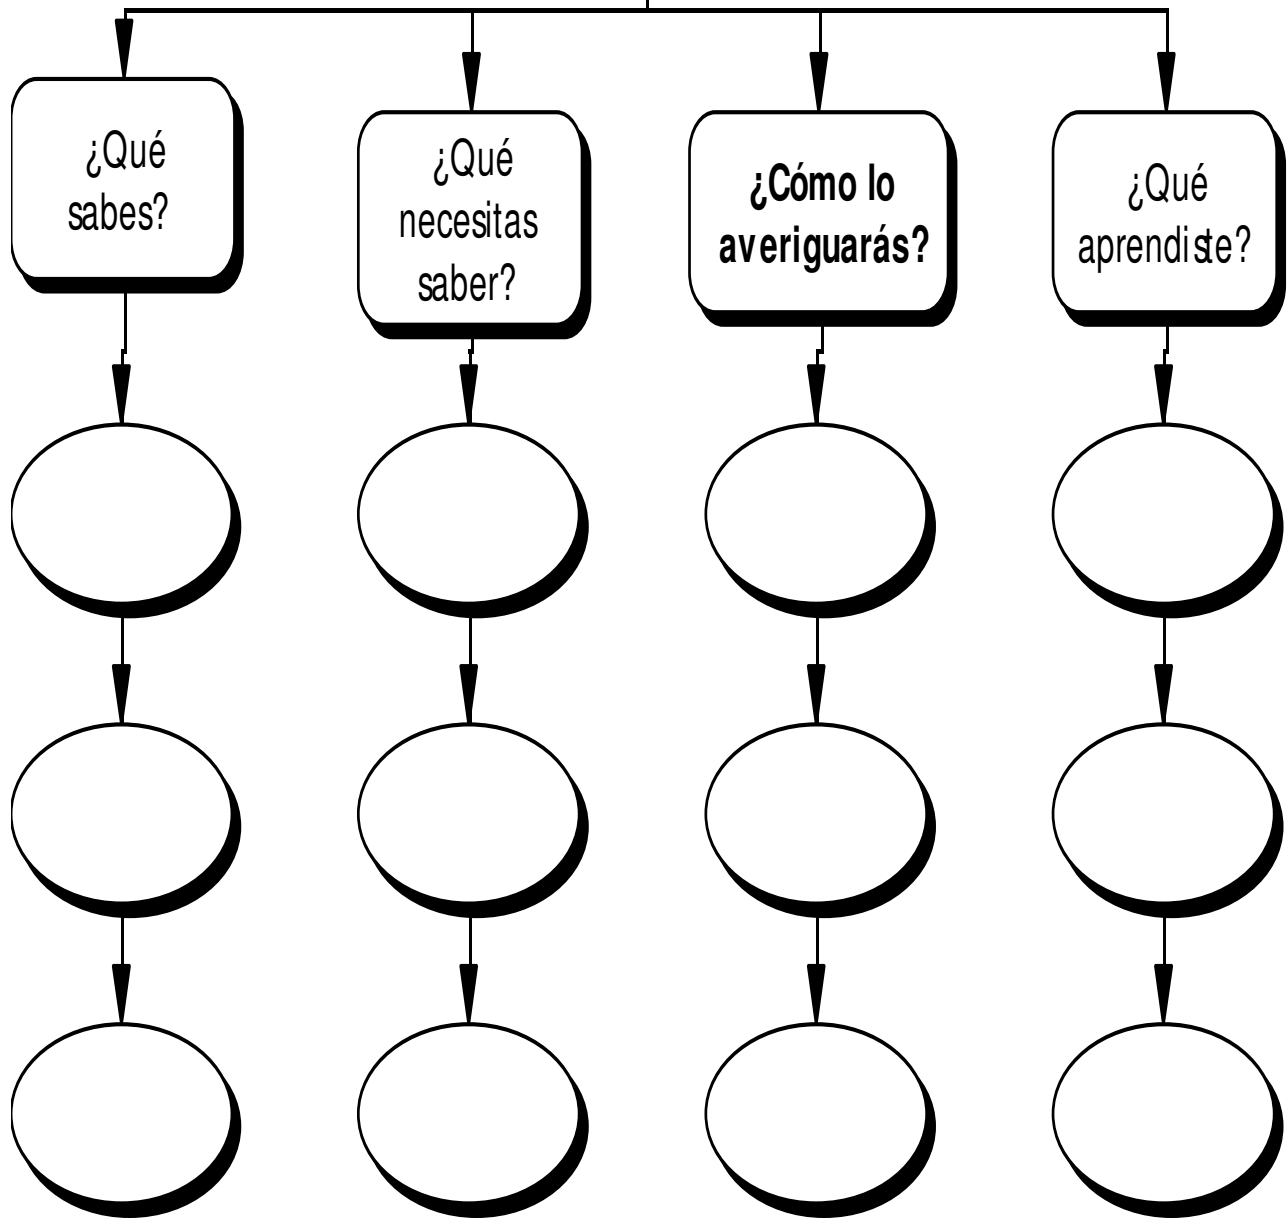 ¿Qué
sabes?
¿Qué
necesitas
saber?
¿Cómo lo
averiguarás?
¿Qué
aprendiste?